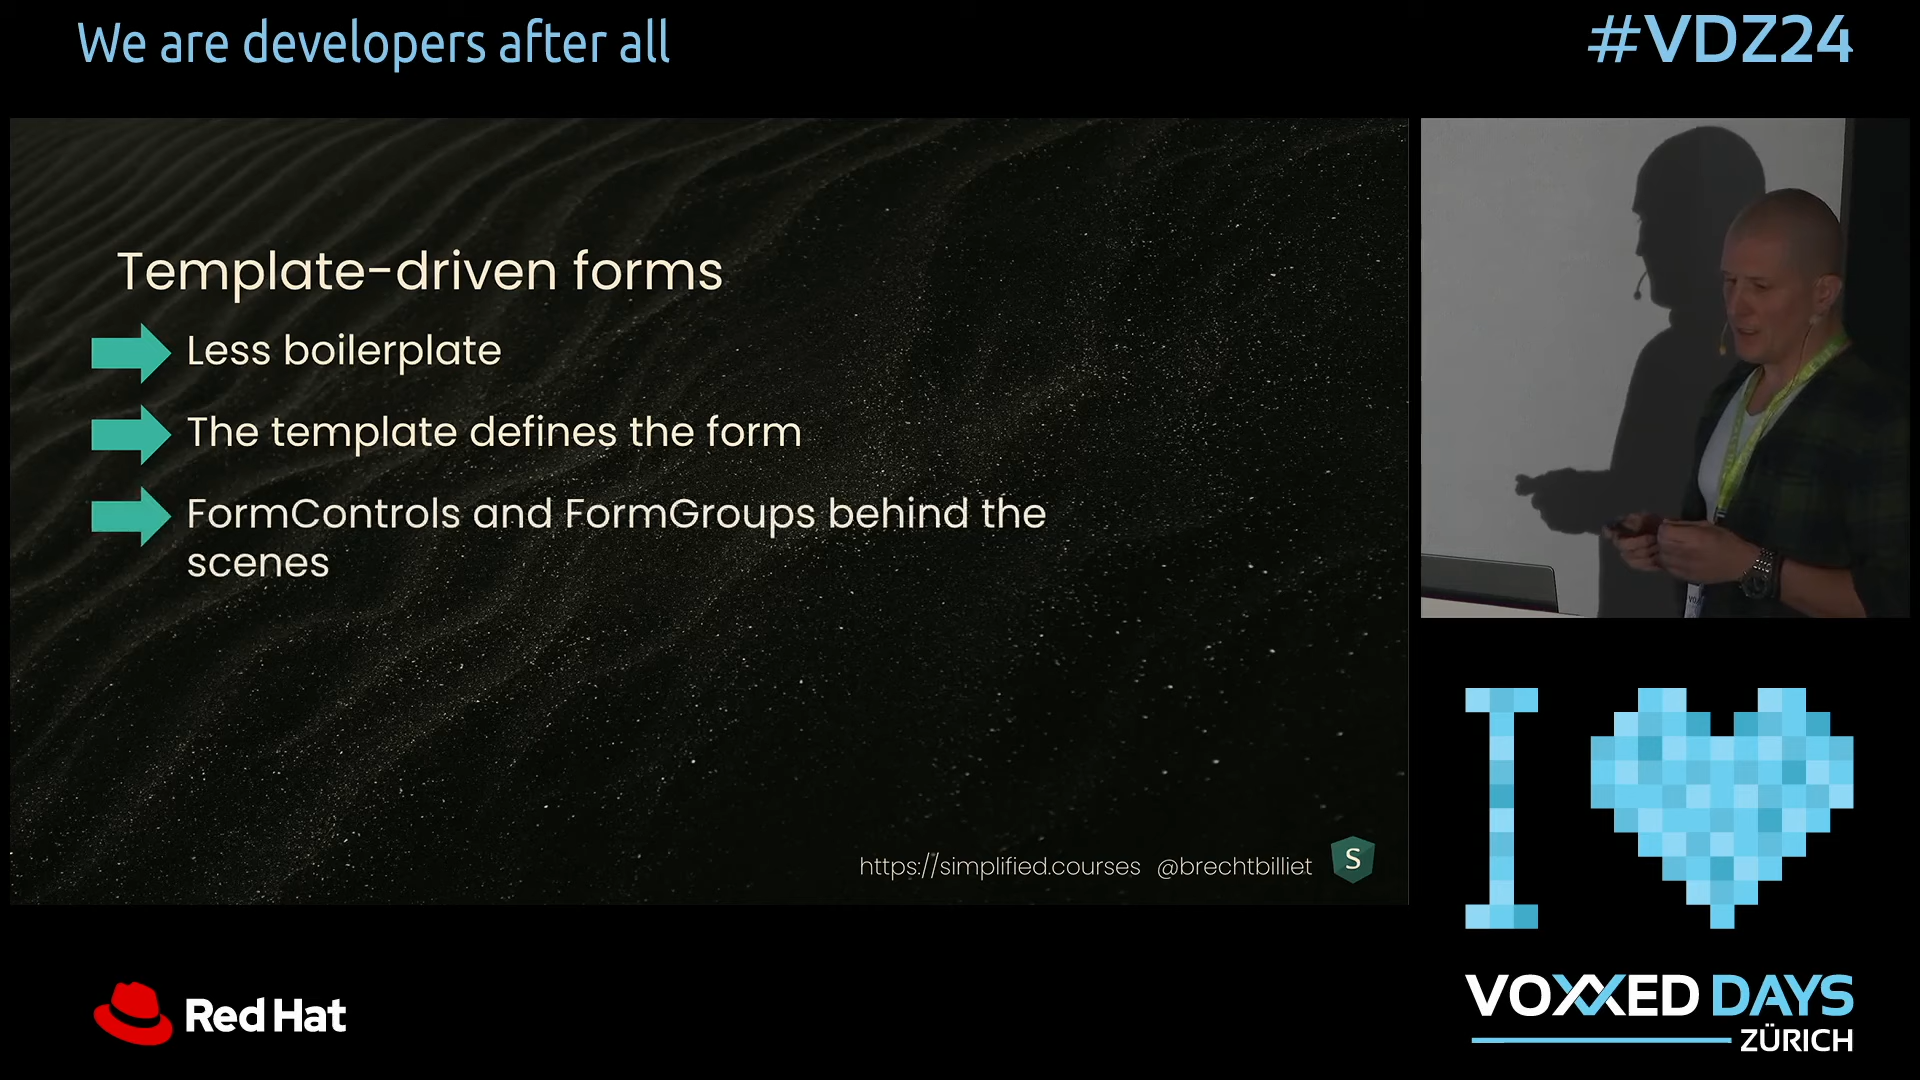 We are developers after all
#VDZ24
Template-driven forms
Less boilerplate
The template defines the form
FormControls and FormGroups behind the
scenes
https://simplified.courses @brechtbilliet
S
I
Red Hat
VOXXED DAYS
ZÜRICH